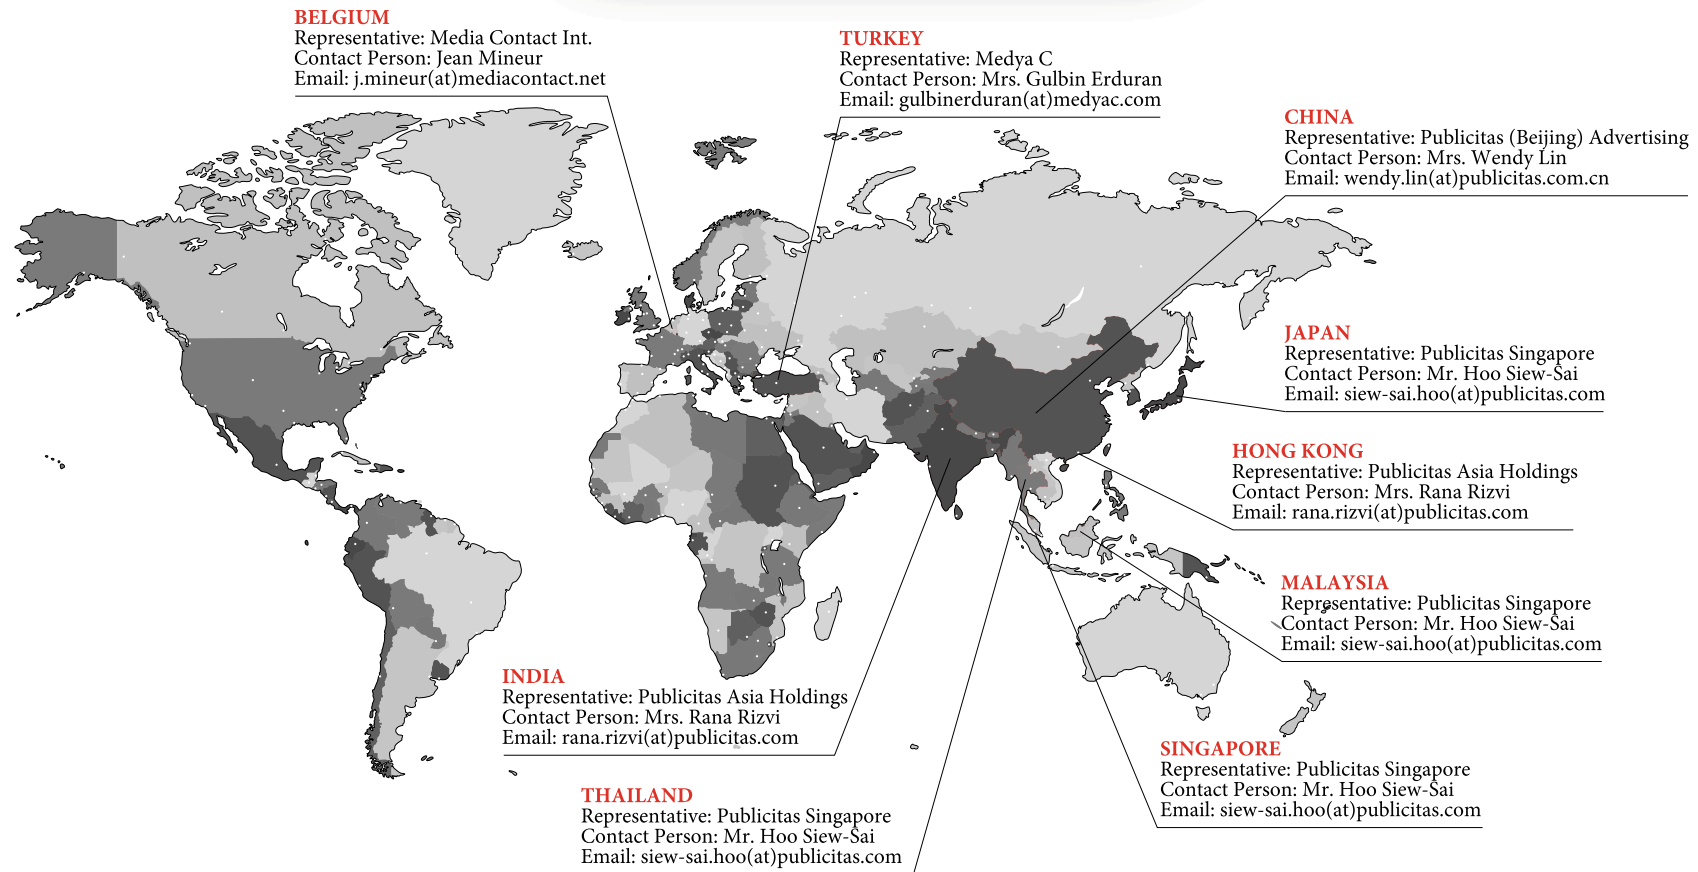 BELGIUM
Representative: Media Contact Int.
Contact Person: Jean Mineur
Email: j.mineur(at)mediacontact.net
TURKEY
Representative: Medya C
Contact Person: Mrs. Gulbin Erduran
Email: gulbinerduran(at)medyac.com
CHINA
Representative: Publicitas (Beijing) Advertising
Contact Person: Mrs. Wendy Lin
Email: wendy.lin(at)publicitas.com.cn
JAPAN
Representative: Publicitas Singapore
Contact Person: Mr. Hoo Siew-Sai
Email: siew-sai.hoo(at)publicitas.com
HONG KONG
Representative: Publicitas Asia Holdings
Contact Person: Mrs. Rana Rizvi
Email: rana.rizvi(at)publicitas.com
MALAYSIA
Representative: Publicitas Singapore
Contact Person: Mr. Hoo Siew-Sai
Email: siew-sai.hoo(at)publicitas.com
INDIA
Representative: Publicitas Asia Holdings
Contact Person: Mrs. Rana Rizvi
Email: rana.rizvi(at)publicitas.com
SINGAPORE
Representative: Publicitas Singapore
Contact Person: Mr. Hoo Siew-Sai
Email: siew-sai.hoo(at)publicitas.com
THAILAND
Representative: Publicitas Singapore
Contact Person: Mr. Hoo Siew-Sai
Email: siew-sai.hoo(at)publicitas.com